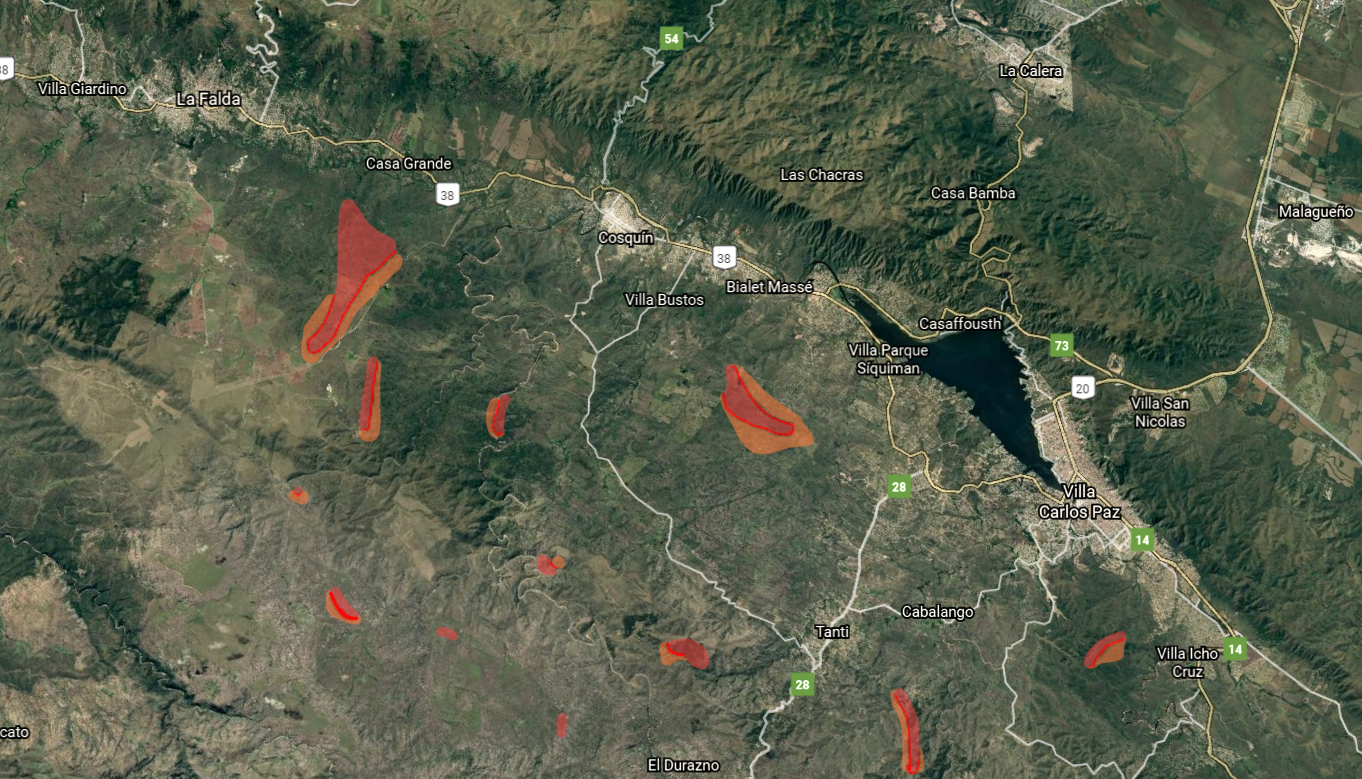 54
La Calera
38
Villa Giardino
La Falda
Casa Grande
Las Chacras
38
Casa Bamba
Malagueño
Cosquín
38
Bialet Massé
Villa Bustos
Casaffousth
73
Villa Parque
Síquiman
20
Villa San
Nicolas
28
Villa
Carlos Paz
14
Cabalango
Tanti
14
Villa Icho
Cruz
28
cato
El Durazno